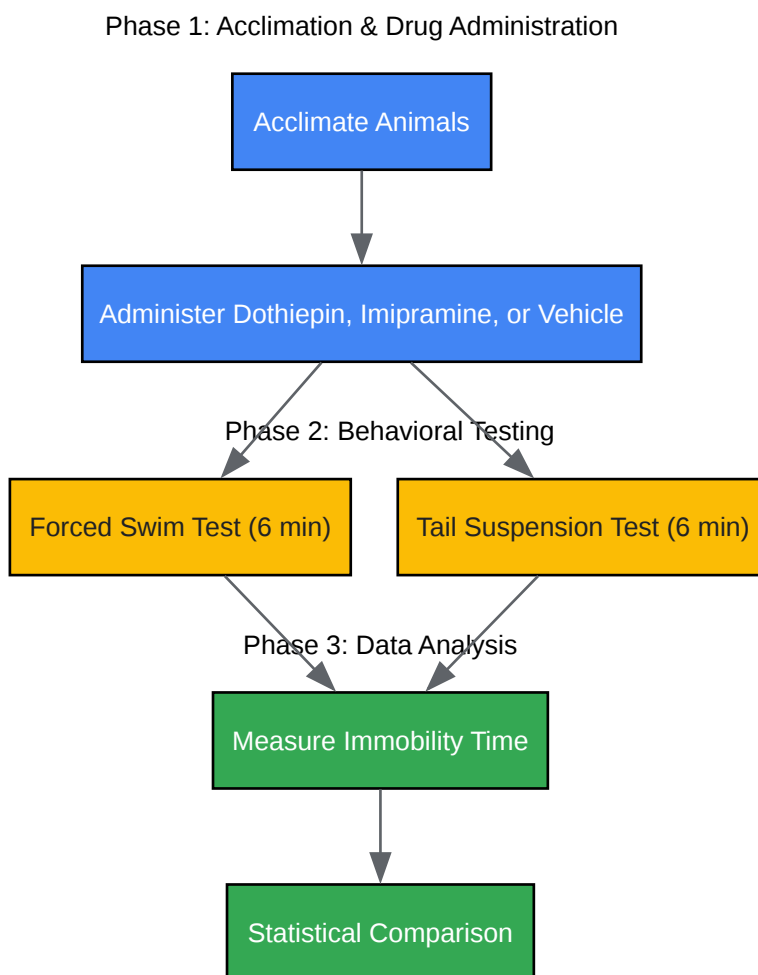 Phase 1: Acclimation & Drug Administration
Acclimate Animals
Administer Dothiepin, Imipramine, or Vehicle
Phase 2: Behavioral Testing
Forced Swim Test (6 min)
Tail Suspension Test (6 min)
Phase 3: Data Analysis
Measure Immobility Time
Statistical Comparison